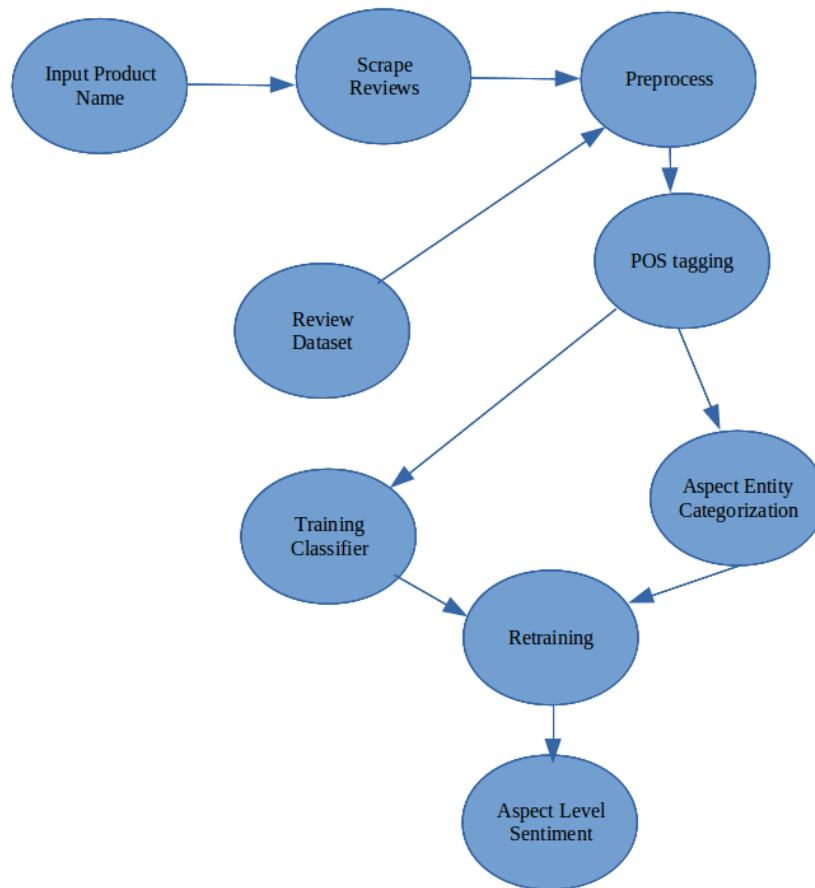 Input Product
Name
Scrape
Reviews
Preprocess
POS tagging
Review
Dataset
Training
Classifier
Aspect Entity
Categorization
Retraining
Aspect Level
Sentiment